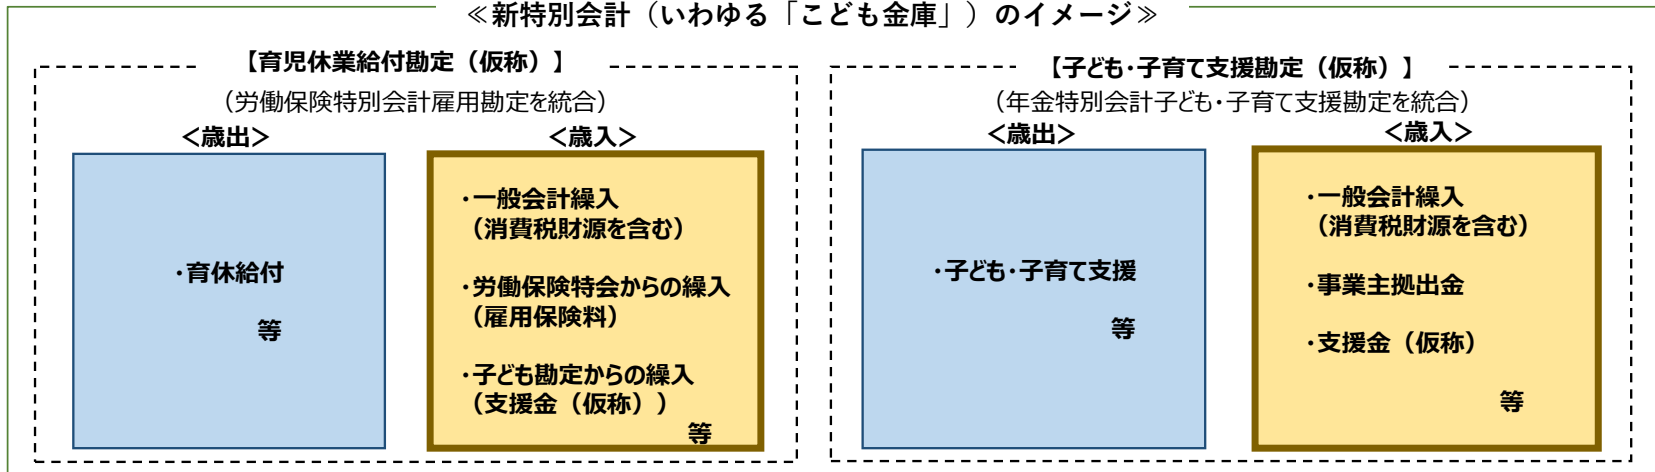 ≪新特別会計（いわゆる「こども金庫」）のイメージ≫
【育児休業給付勘定（仮称）】
（労働保険特別会計雇用勘定を統合）
＜歳出＞
・育休給付
等
＜歳入＞
・一般会計繰入
（消費税財源を含む）
・労働保険特会からの繰入
（雇用保険料）
・子ども勘定からの繰入
（支援金（仮称））
等
【子ども・子育て支援勘定（仮称）】
（年金特別会計子ども・子育て支援勘定を統合）
＜歳出＞
・子ども・子育て支援
等
＜歳入＞
・一般会計繰入
（消費税財源を含む）
・事業主拠出金
・支援金（仮称）
等